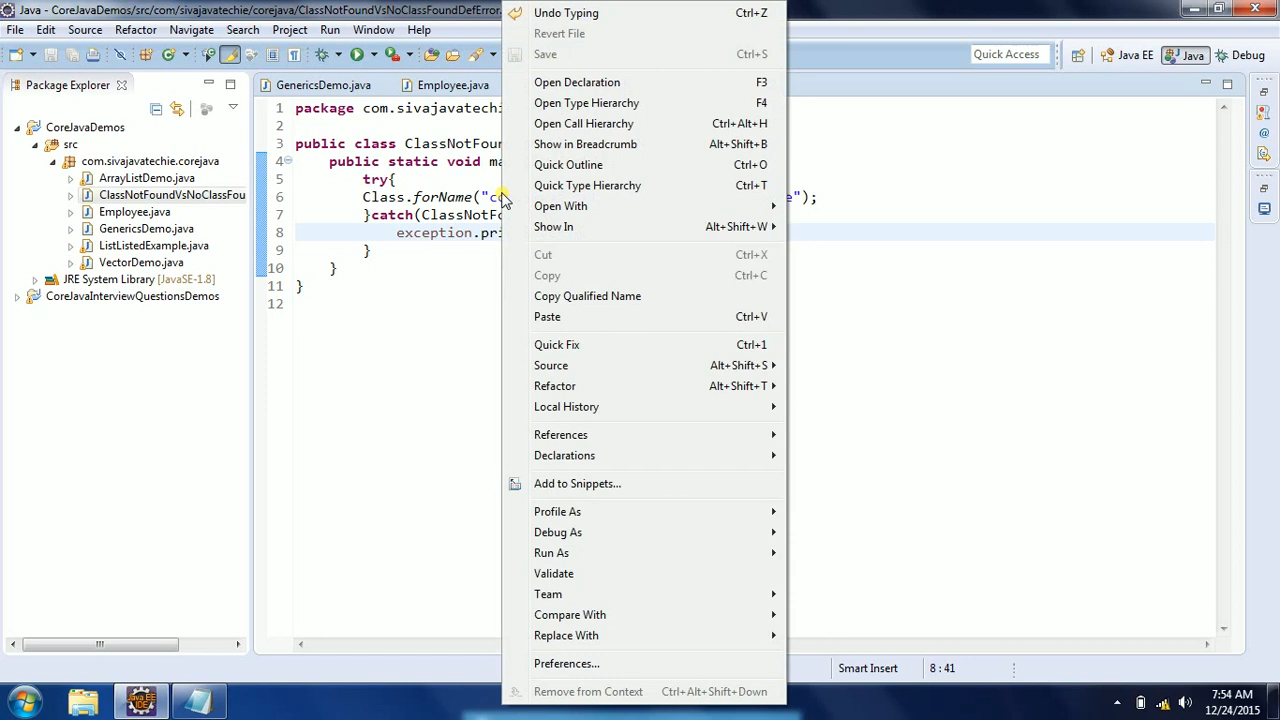 Java - CoreJavaDemos/src/com/sivajavatechie/corejava/ClassNotFoundVsNoClassFoundDefError.
File Edit Source Refactor Navigate Search Project Run Window Help
Quick Access
Java EE
Java
Debug
Package Explorer
CoreJavaDemos
src
com.sivajavatechie.corejava
ArrayListDemo.java
ClassNotFoundVsNoClassFou
Employee.java
GenericsDemo.java
ListListedExample.java
VectorDemo.java
JRE System Library [JavaSE-1.8]
CoreJavaInterviewQuestionsDemos
GenericsDemo.java
Employee.java
1 package com.sivajavatechi
2
3 public class ClassNotFoun
4 public static void ma
5 try{
6 Class.forName("c e");
7 }catch(ClassNotFo
8 exception.pri
9 }
10 }
11 }
12
Undo Typing Ctrl+Z
Revert File
Save Ctrl+S
Open Declaration F3
Open Type Hierarchy F4
Open Call Hierarchy Ctrl+Alt+H
Show in Breadcrumb Alt+Shift+B
Quick Outline Ctrl+O
Quick Type Hierarchy Ctrl+T
Open With
Show In Alt+Shift+W
Cut Ctrl+X
Copy Ctrl+C
Copy Qualified Name
Paste Ctrl+V
Quick Fix Ctrl+1
Source Alt+Shift+S
Refactor Alt+Shift+T
Local History
References
Declarations
Add to Snippets...
Profile As
Debug As
Run As
Validate
Team
Compare With
Replace With
Preferences...
Remove from Context Ctrl+Alt+Shift+Down
Smart Insert
8 : 41
Java EE
IDE
7:54 AM
12/24/2015